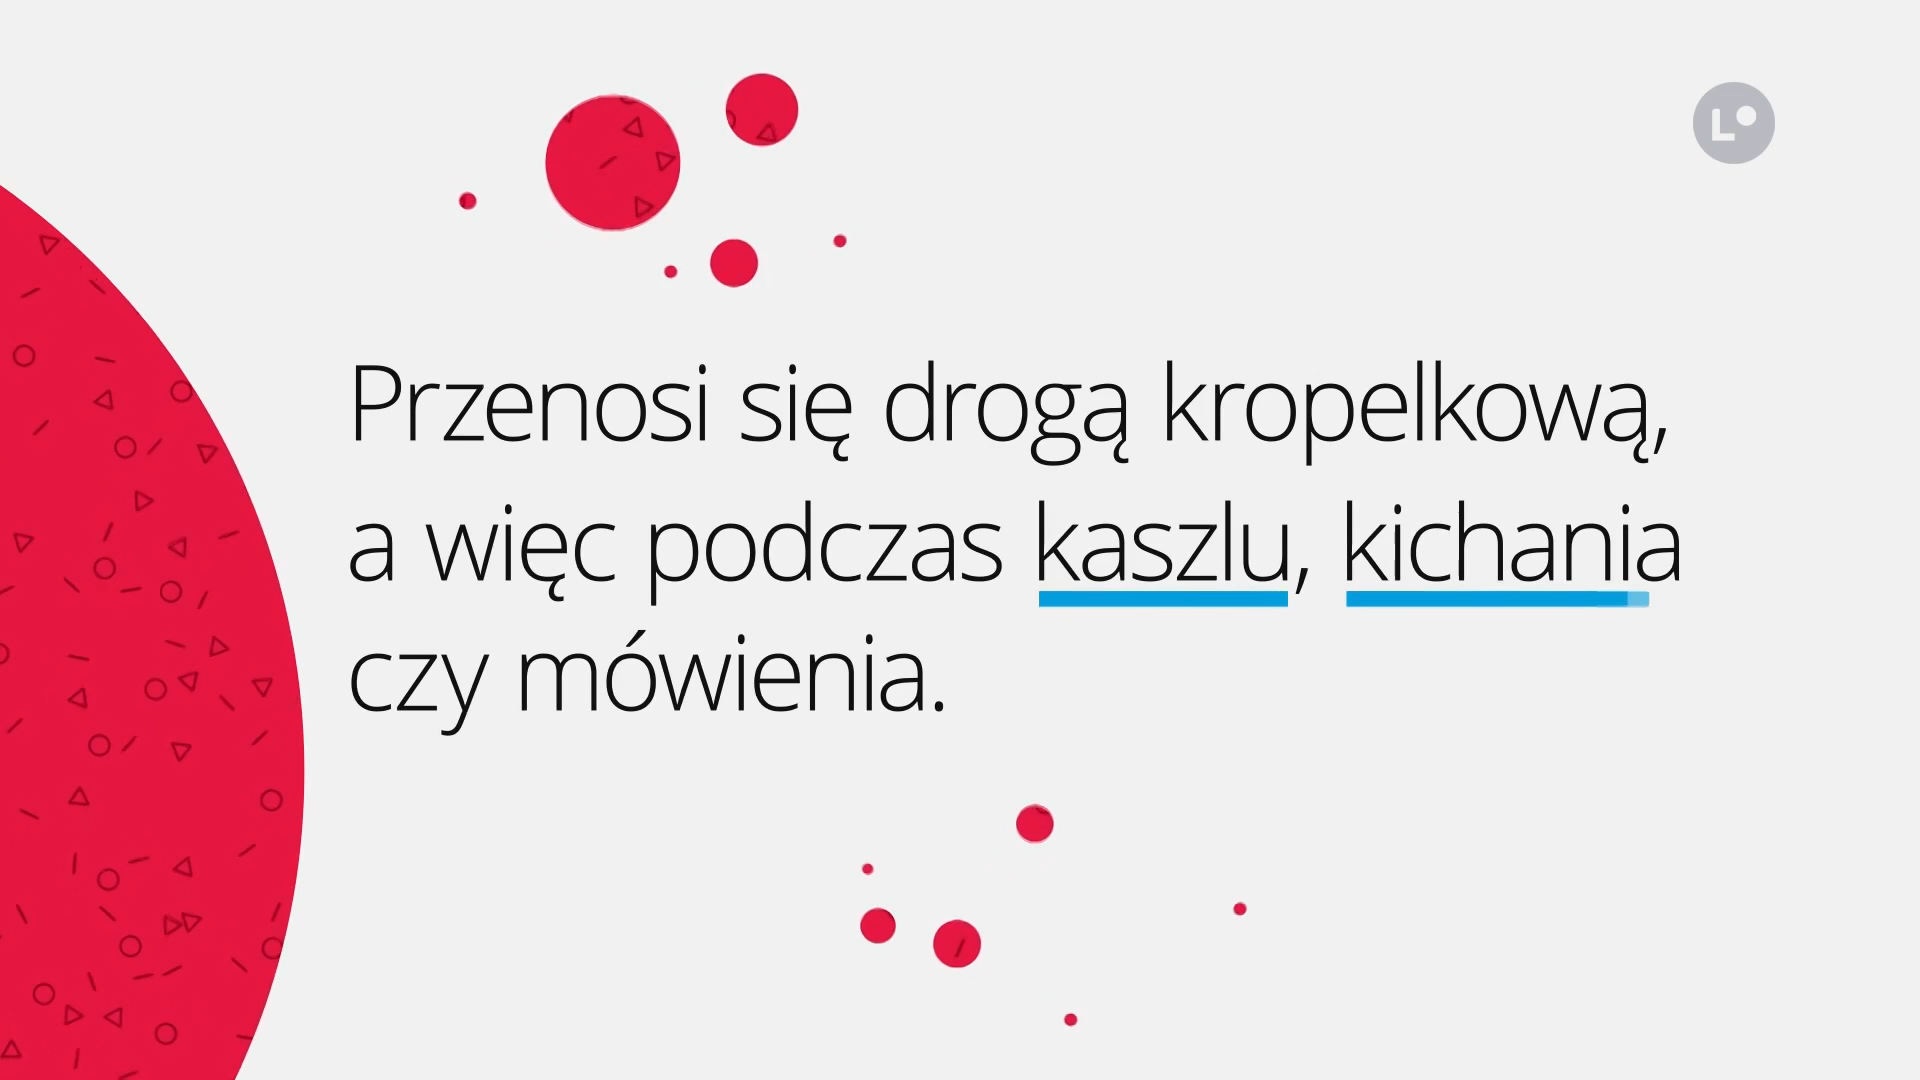 L
Przenosi się drogą kropelkową,
a więc podczas kaszlu, kichania
czy mówienia.